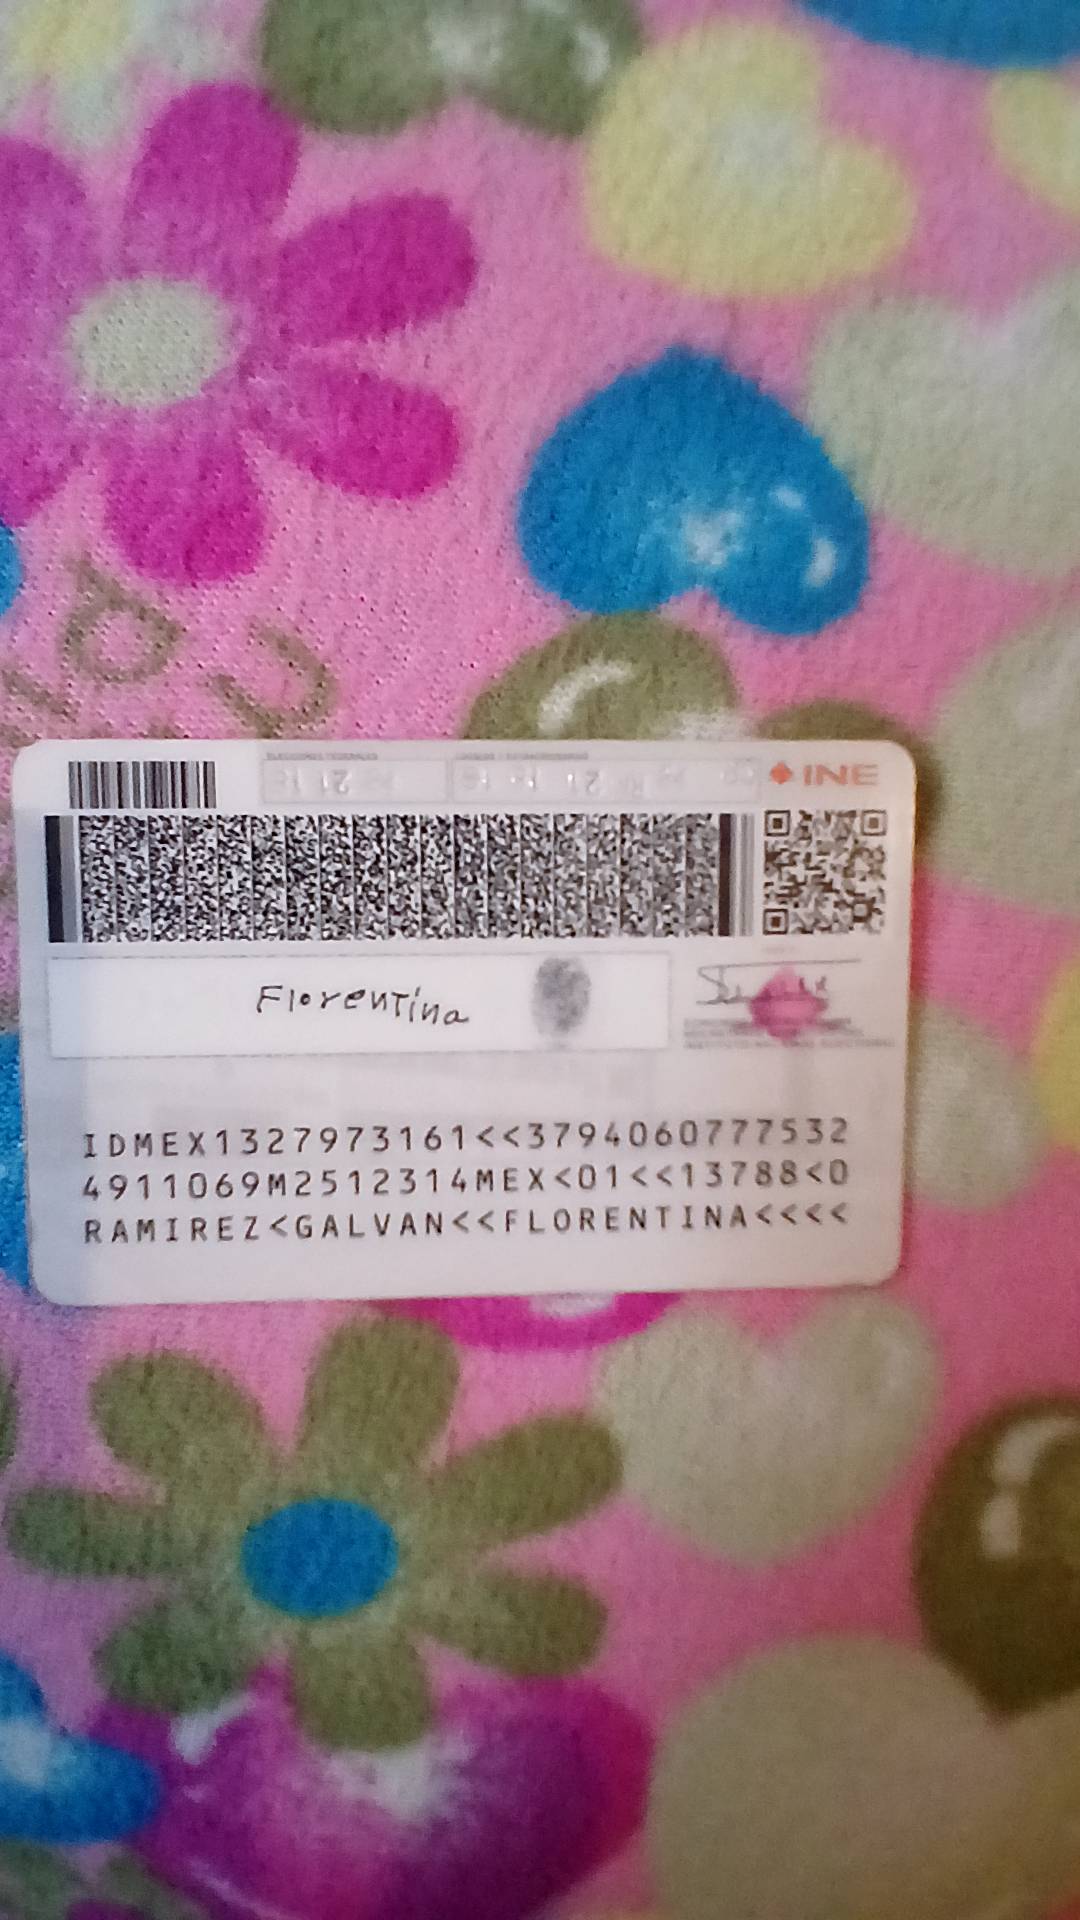 INE
Florentina
IDMEX1327973161<<3794060777532
4911069M2512314MEX<01<<13788<0
RAMIREZ<GALVAN<<FLORENTINA<<<<